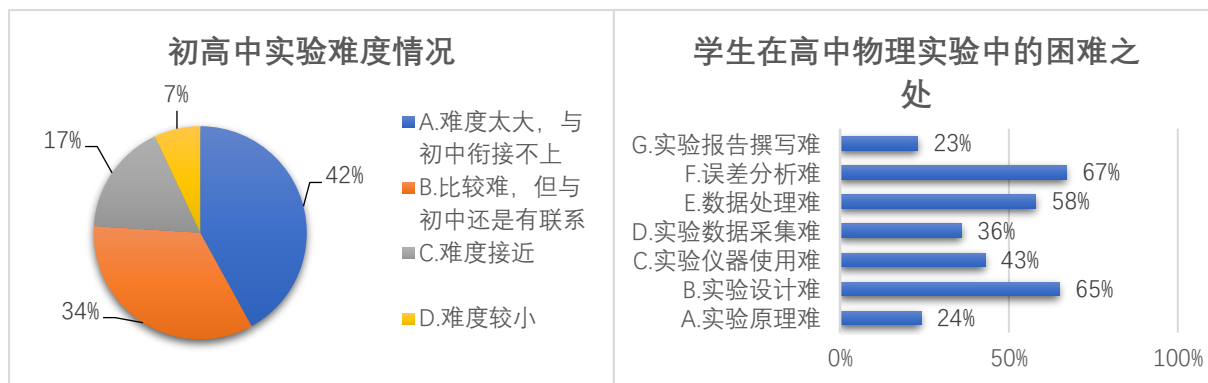 初高中实验难度情况
7%
17%
42%
34%
A.难度太大，与
初中衔接不上
B.比较难，但与
初中还是有联系
C.难度接近
D.难度较小
学生在高中物理实验中的困难之
处
G.实验报告撰写难 23%
F.误差分析难 67%
E.数据处理难 58%
D.实验数据采集难 36%
C.实验仪器使用难 43%
B.实验设计难 65%
A.实验原理难 24%
0% 50% 100%